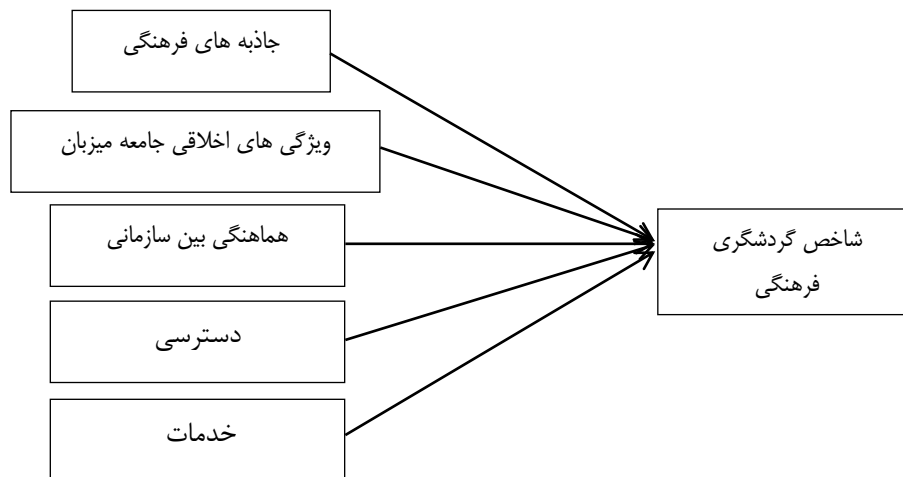 جاذبه های فرهنگی
ویژگی های اخلاقی جامعه میزبان
هماهنگی بین سازمانی
دسترسی
خدمات
شاخص گردشگری
فرهنگی